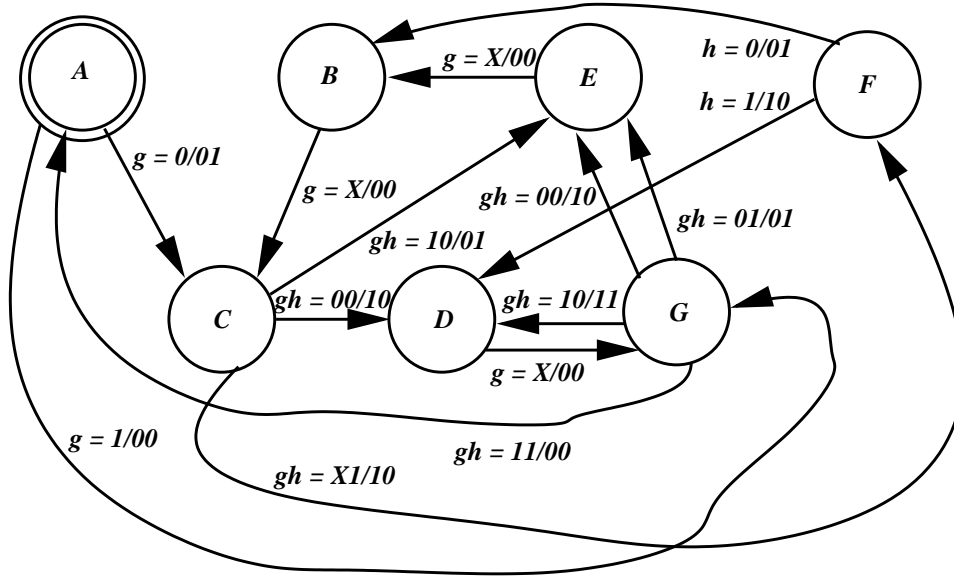 A
B
E
F
g = X/00
h = 0/01
h = 1/10
g = 0/01
g = X/00
gh = 00/10
gh = 01/01
gh = 10/01
gh = 00/10
gh = 10/11
C
D
G
g = X/00
g = 1/00
gh = 11/00
gh = X1/10